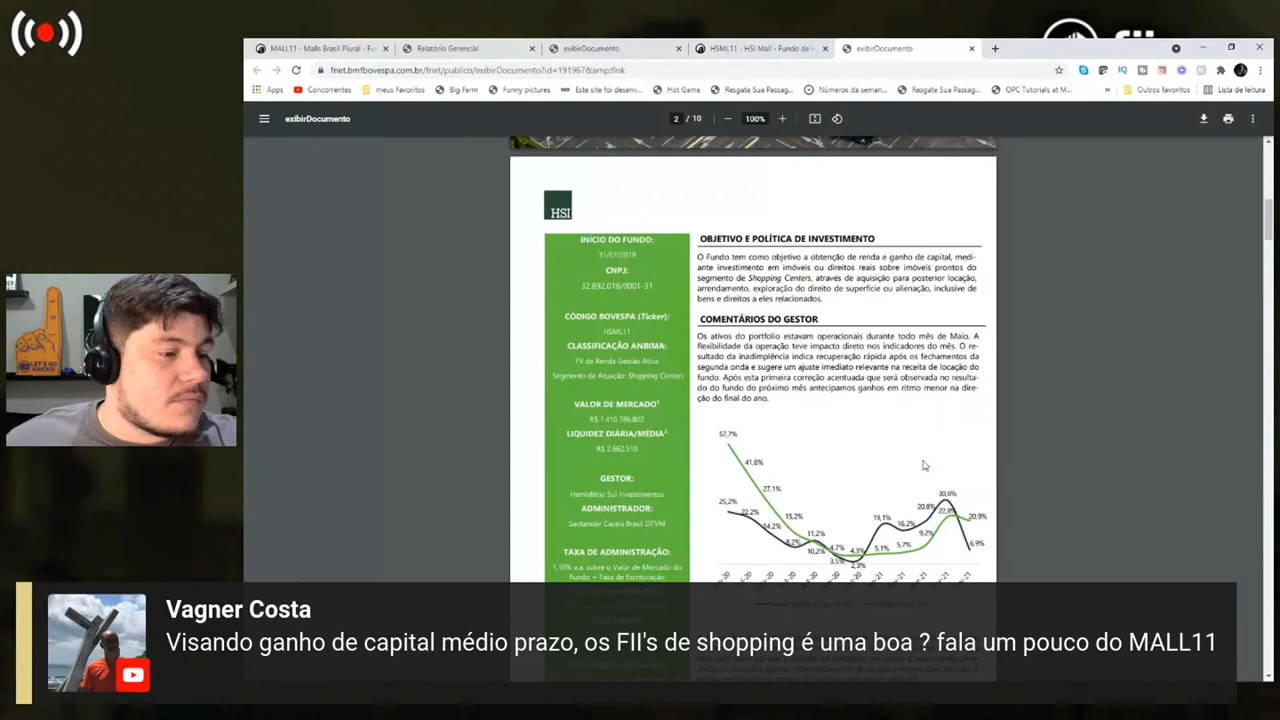 fii
MALL11 - Malls Brasil Plural - Fu
Relatório Gerencial
exibirDocumento
HSML11 - HSI Mall - Fundo de I
exibirDocumento
fnet.bmfbovespa.com.br/fnet/publico/exibirDocumento?id=191967&amp;flnk
Apps
Concorrentes
meus Favoritos
Big Farm
Funny pictures
Este site foi desenv...
Hot Game
Resgate Sua Passag...
Números da seman...
Resgate Sua Passag...
OPC Tutorials at M...
Outros favoritos
Lista de leitura
exibirDocumento
2 / 10
100%
HSI
INÍCIO DO FUNDO:
31/07/2019
CNPJ:
32.892.018/0001-31
CÓDIGO BOVESPA (Ticker):
HSML11
CLASSIFICAÇÃO ANBIMA:
FII de Renda Gestão Ativa
Segmento de Atuação: Shopping Centers
VALOR DE MERCADO¹
R$ 1.410.786.802
LIQUIDEZ DIÁRIA/MÉDIA²
R$ 2.662.510
GESTOR:
Hemisfério Sul Investimentos
ADMINISTRADOR:
Santander Caceis Brasil DTVM
TAXA DE ADMINISTRAÇÃO:
1,10% a.a. sobre o Valor de Mercado do
Fundo + Taxa de Escrituração
OBJETIVO E POLÍTICA DE INVESTIMENTO
O Fundo tem como objetivo a obtenção de renda e ganho de capital, medi-
ante investimento em imóveis ou direitos reais sobre imóveis prontos do
segmento de Shopping Centers, através de aquisição para posterior locação,
arrendamento, exploração do direito de superfície ou alienação, inclusive de
bens e direitos a eles relacionados.
COMENTÁRIOS DO GESTOR
Os ativos do portfolio estavam operacionais durante todo mês de Maio. A
flexibilidade da operação teve impacto direto nos indicadores do mês. O re-
sultado da inadimplência indica recuperação rápida após os fechamentos da
segunda onda e sugere um ajuste imediato relevante na receita de locação do
fundo. Após esta primeira correção acentuada que será observada no resulta-
do do fundo do próximo mês antecipamos ganhos em ritmo menor na dire-
ção do final do ano.
57,7%
41,8%
27,1%
25,2%
22,2%
14,2%
15,2%
8,2%
11,2%
10,2%
4,7%
3,5%
4,3%
2,3%
19,1%
5,1%
16,2%
5,7%
20,8%
9,2%
30,6%
22,8%
20,9%
6,9%
LET'S GO
KNICKS!
Vagner Costa
Visando ganho de capital médio prazo, os FII's de shopping é uma boa ? fala um pouco do MALL11